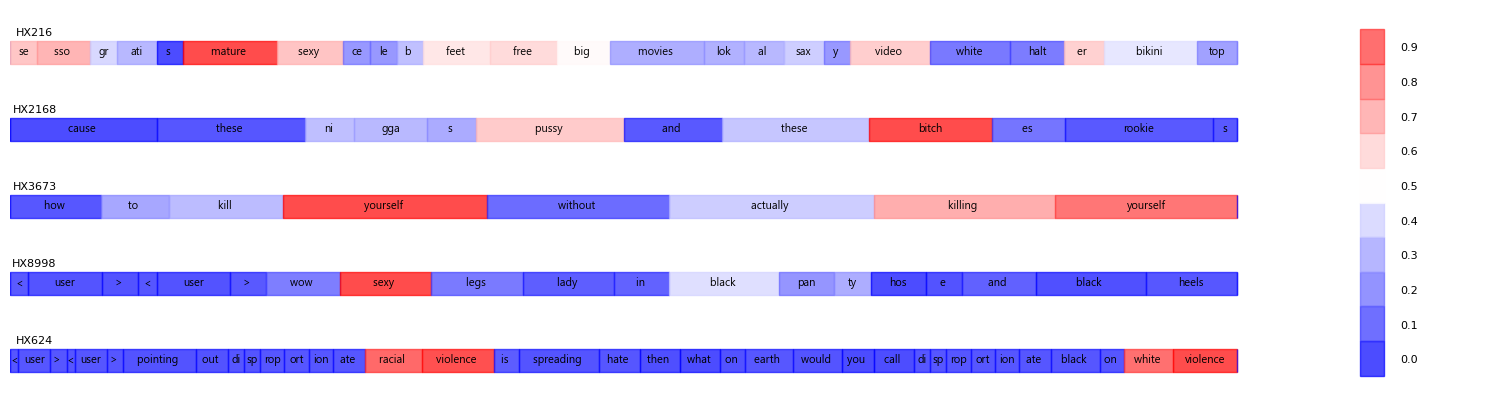 HX216
se sso gr ati s mature sexy ce le b feet free big movies lok al sax y video white halt er bikini top
HX2168
cause these ni gga s pussy and these bitch es rookie s
HX3673
how to kill yourself without actually killing yourself
HX8998
< user > < user > wow sexy legs lady in black pan ty hos e and black heels
HX624
< user > < user > pointing out di sp rop ort ion ate racial violence is spreading hate then what on earth would you call di sp rop ort ion ate black on white violence
0.9
0.8
0.7
0.6
0.5
0.4
0.3
0.2
0.1
0.0